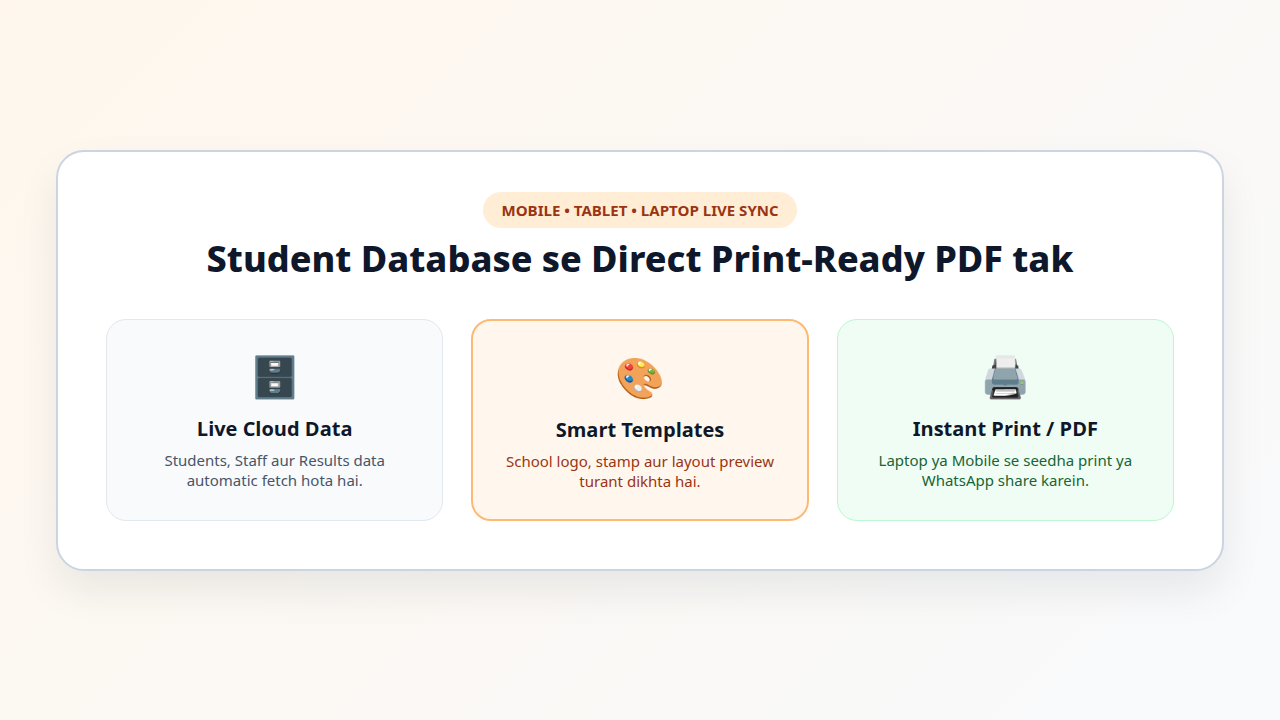 MOBILE • TABLET • LAPTOP LIVE SYNC
Student Database se Direct Print-Ready PDF tak
Live Cloud Data
Students, Staff aur Results data
automatic fetch hota hai.
Smart Templates
School logo, stamp aur layout preview
turant dikhta hai.
Instant Print / PDF
Laptop ya Mobile se seedha print ya
WhatsApp share karein.